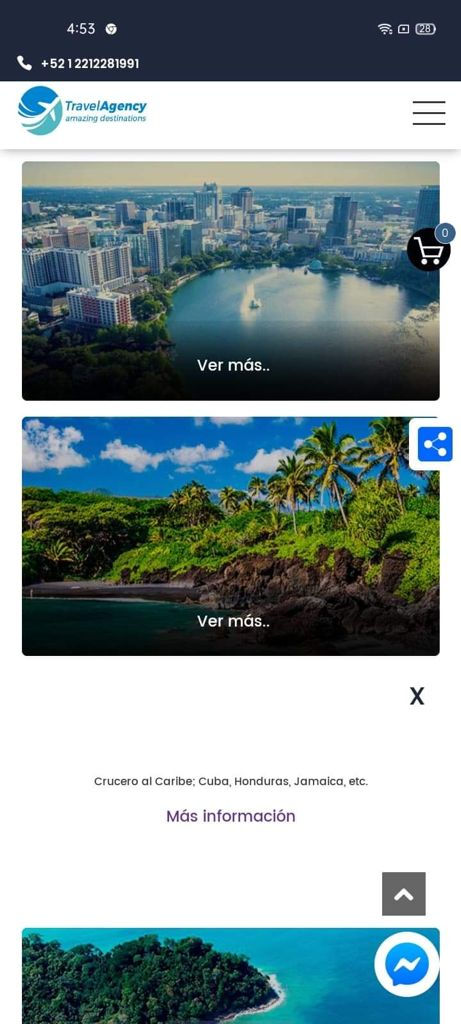 4:53
28
+52 1 2212281991
TravelAgency
amazing destinations
0
Ver más..
Ver más..
X
Crucero al Caribe; Cuba, Honduras, Jamaica, etc.
Más información